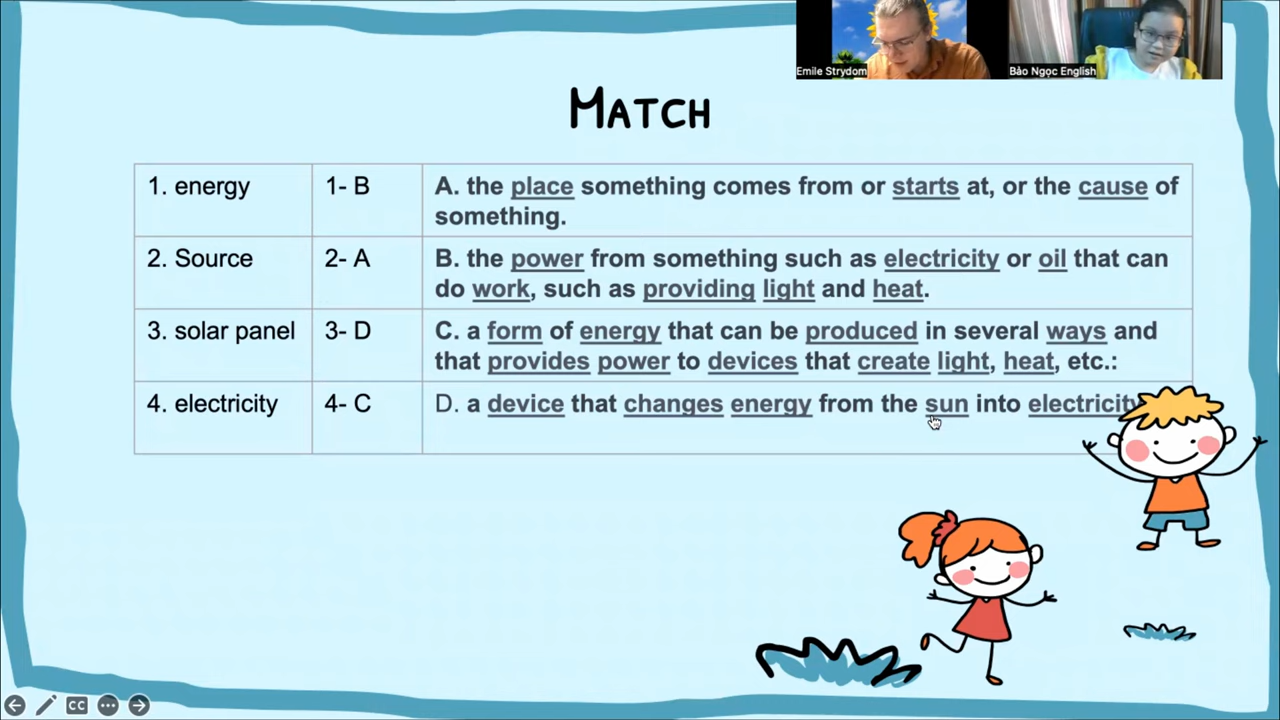 Emile Strydom
Bảo Ngọc English
MATCH
1. energy
1- B
A. the place something comes from or starts at, or the cause of
something.
2. Source
2- A
B. the power from something such as electricity or oil that can
do work, such as providing light and heat.
3. solar panel
3- D
C. a form of energy that can be produced in several ways and
that provides power to devices that create light, heat, etc.:
4. electricity
4- C
D. a device that changes energy from the sun into electricity
CC